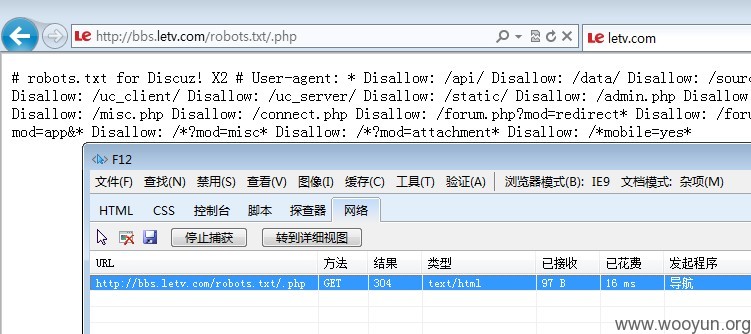 http://bbs.letv.com/robots.txt/.php
letv.com
# robots.txt for Discuz! X2 # User-agent: * Disallow: /api/ Disallow: /data/ Disallow:
Disallow: /uc_client/ Disallow: /uc_server/ Disallow: /static/ Disallow: /admin.php Disallow
Disallow: /misc.php Disallow: /connect.php Disallow: /forum.php?mod=redirect* Disallow:
mod=app&* Disallow: /*?mod=misc* Disallow: /*?mod=attachment* Disallow: /*mobile=yes*
F12
文件(F) 查找(N) 禁用(S) 查看(V) 图像(I) 缓存(C) 工具(T) 验证(A) 浏览器模式(B): IE9 文档模式: 杂项(M)
HTML CSS 控制台 脚本 探查器 网络
停止捕获 转到详细视图
URL 方法 结果 类型 已接收 已花费 发起程序
http://bbs.letv.com/robots.txt/.php GET 304 text/html 97 B 16 ms 导航
www.wooyun.org